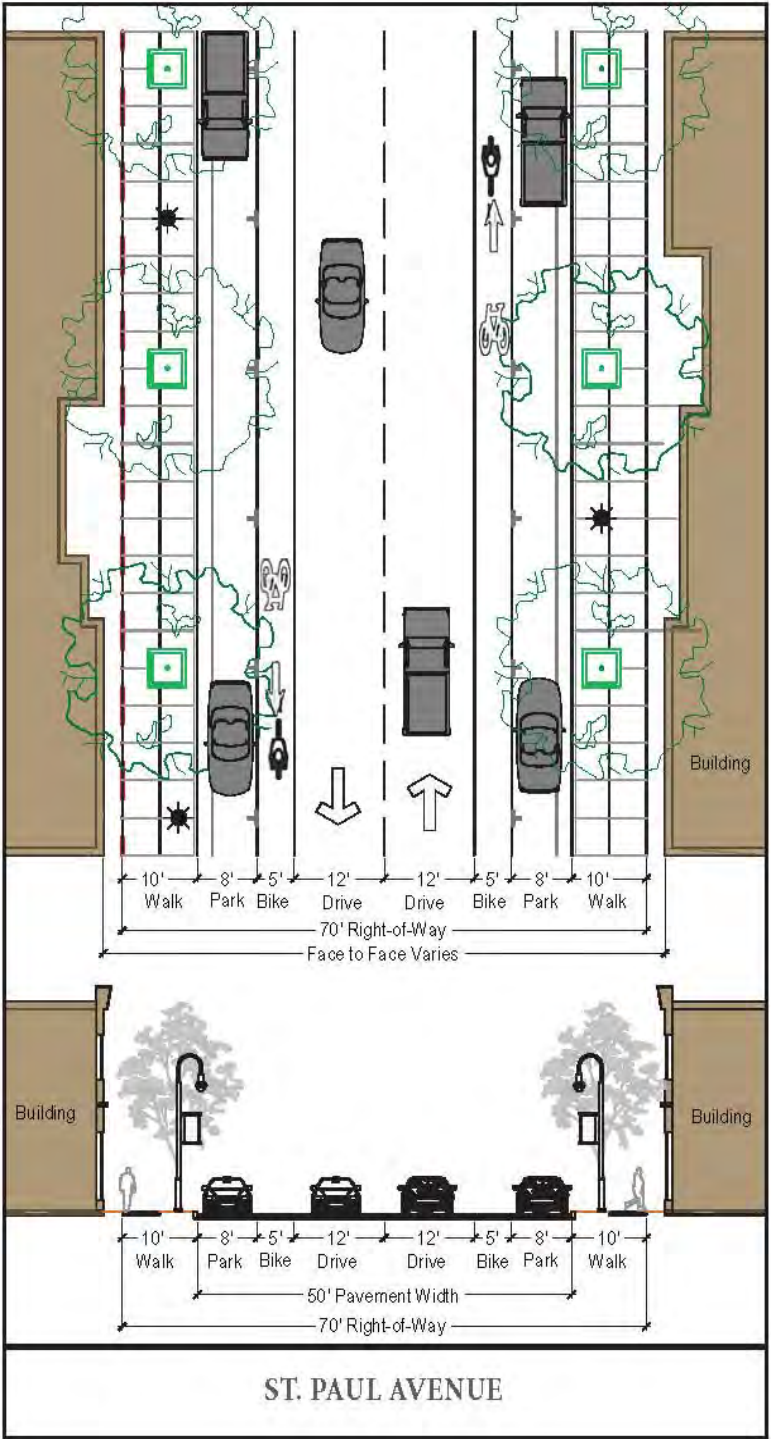 Building
10' 8' 5' 12' 12' 5' 8' 10'
Walk Park Bike Drive Drive Bike Park Walk
70' Right-of-Way
Face to Face Varies
Building
Building
10' 8' 5' 12' 12' 5' 8' 10'
Walk Park Bike Drive Drive Bike Park Walk
50' Pavement Width
70' Right-of-Way
ST. PAUL AVENUE